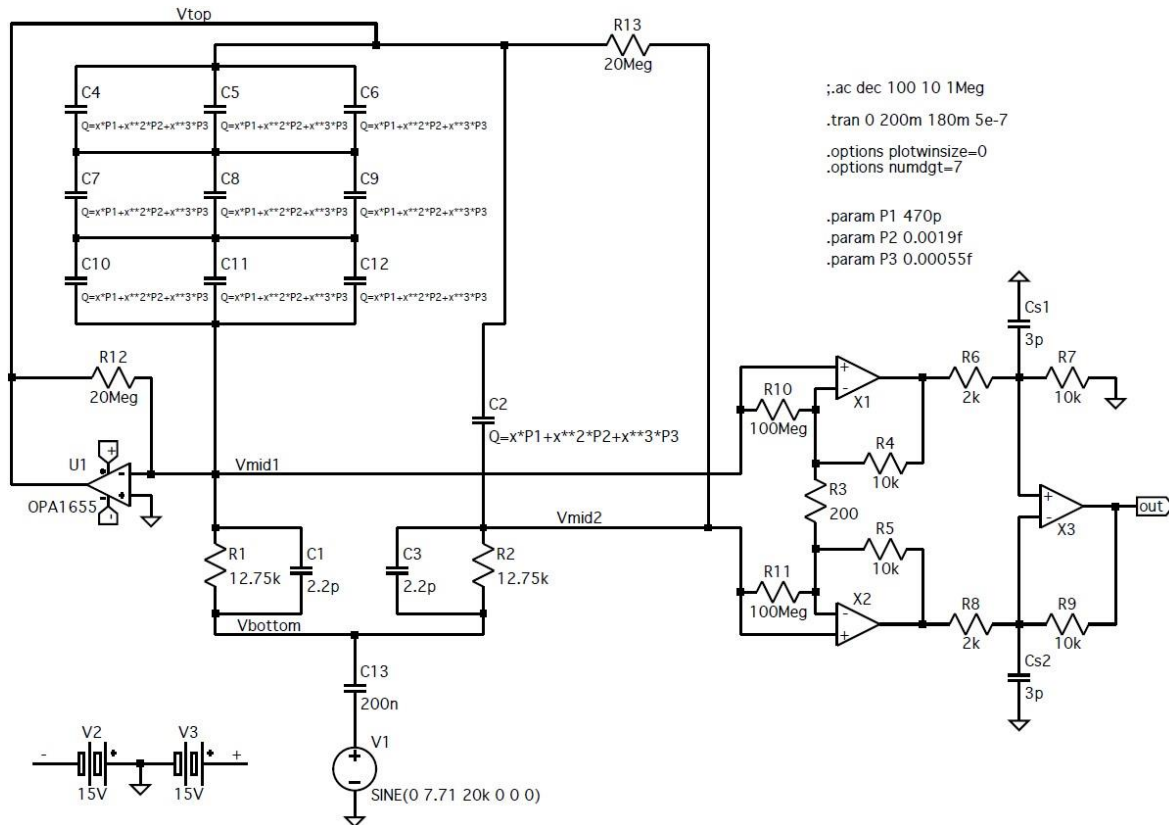 Vtop
R13
20Meg
C4
C5
C6
Q=x*P1+x**2*P2+x**3*P3
Q=x*P1+x**2*P2+x**3*P3
Q=x*P1+x**2*P2+x**3*P3
C7
C8
C9
Q=x*P1+x**2*P2+x**3*P3
Q=x*P1+x**2*P2+x**3*P3
Q=x*P1+x**2*P2+x**3*P3
C10
C11
C12
Q=x*P1+x**2*P2+x**3*P3
Q=x*P1+x**2*P2+x**3*P3
Q=x*P1+x**2*P2+x**3*P3
;.ac dec 100 10 1Meg
.tran 0 200m 180m 5e-7
.options plotwinsize=0
.options numdgt=7
.param P1 470p
.param P2 0.0019f
.param P3 0.00055f
R12
20Meg
C2
Q=x*P1+x**2*P2+x**3*P3
U1
OPA1655
+
-
-
+
Vmid1
Vmid2
R1
12.75k
C1
2.2p
C3
2.2p
R2
12.75k
Vbottom
C13
200n
V1
+
-
SINE(0 7.71 20k 0 0 0)
V2
V3
-
+
15V
15V
R10
100Meg
+
-
X1
R4
10k
R3
200
R5
10k
R11
100Meg
-
+
X2
Cs1
3p
R6
2k
R7
10k
+
-
X3
out
R8
2k
R9
10k
Cs2
3p